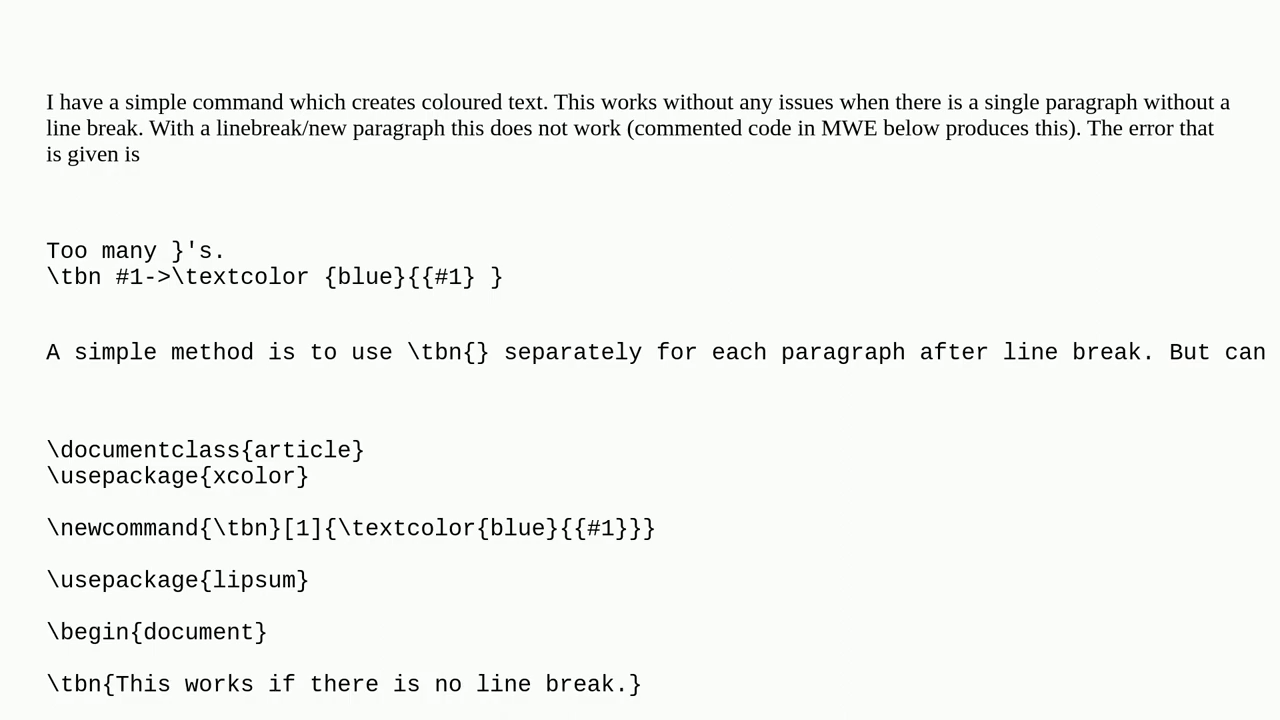 I have a simple command which creates coloured text. This works without any issues when there is a single paragraph without a
line break. With a linebreak/new paragraph this does not work (commented code in MWE below produces this). The error that
is given is
Too many }'s.
\tbn #1->\textcolor {blue}{{#1} }
A simple method is to use \tbn{} separately for each paragraph after line break. But can
\documentclass{article}
\usepackage{xcolor}
\newcommand{\tbn}[1]{\textcolor{blue}{{#1}}}
\usepackage{lipsum}
\begin{document}
\tbn{This works if there is no line break.}